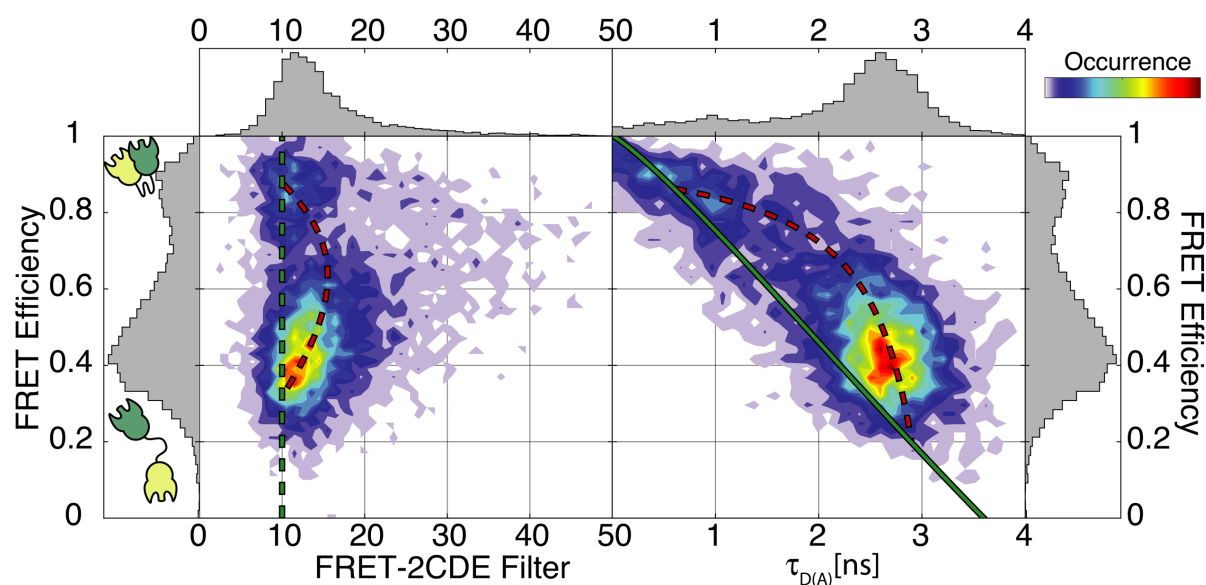 0 10 20 30 40 50 1 2 3 4
Occurrence
1 1
0.8 0.8
0.6 0.6
0.4 0.4
0.2 0.2
0 0
FRET Efficiency
FRET Efficiency
0 10 20 30 40 50 1 2 3 4
FRET-2CDE Filter τD(A)[ns]